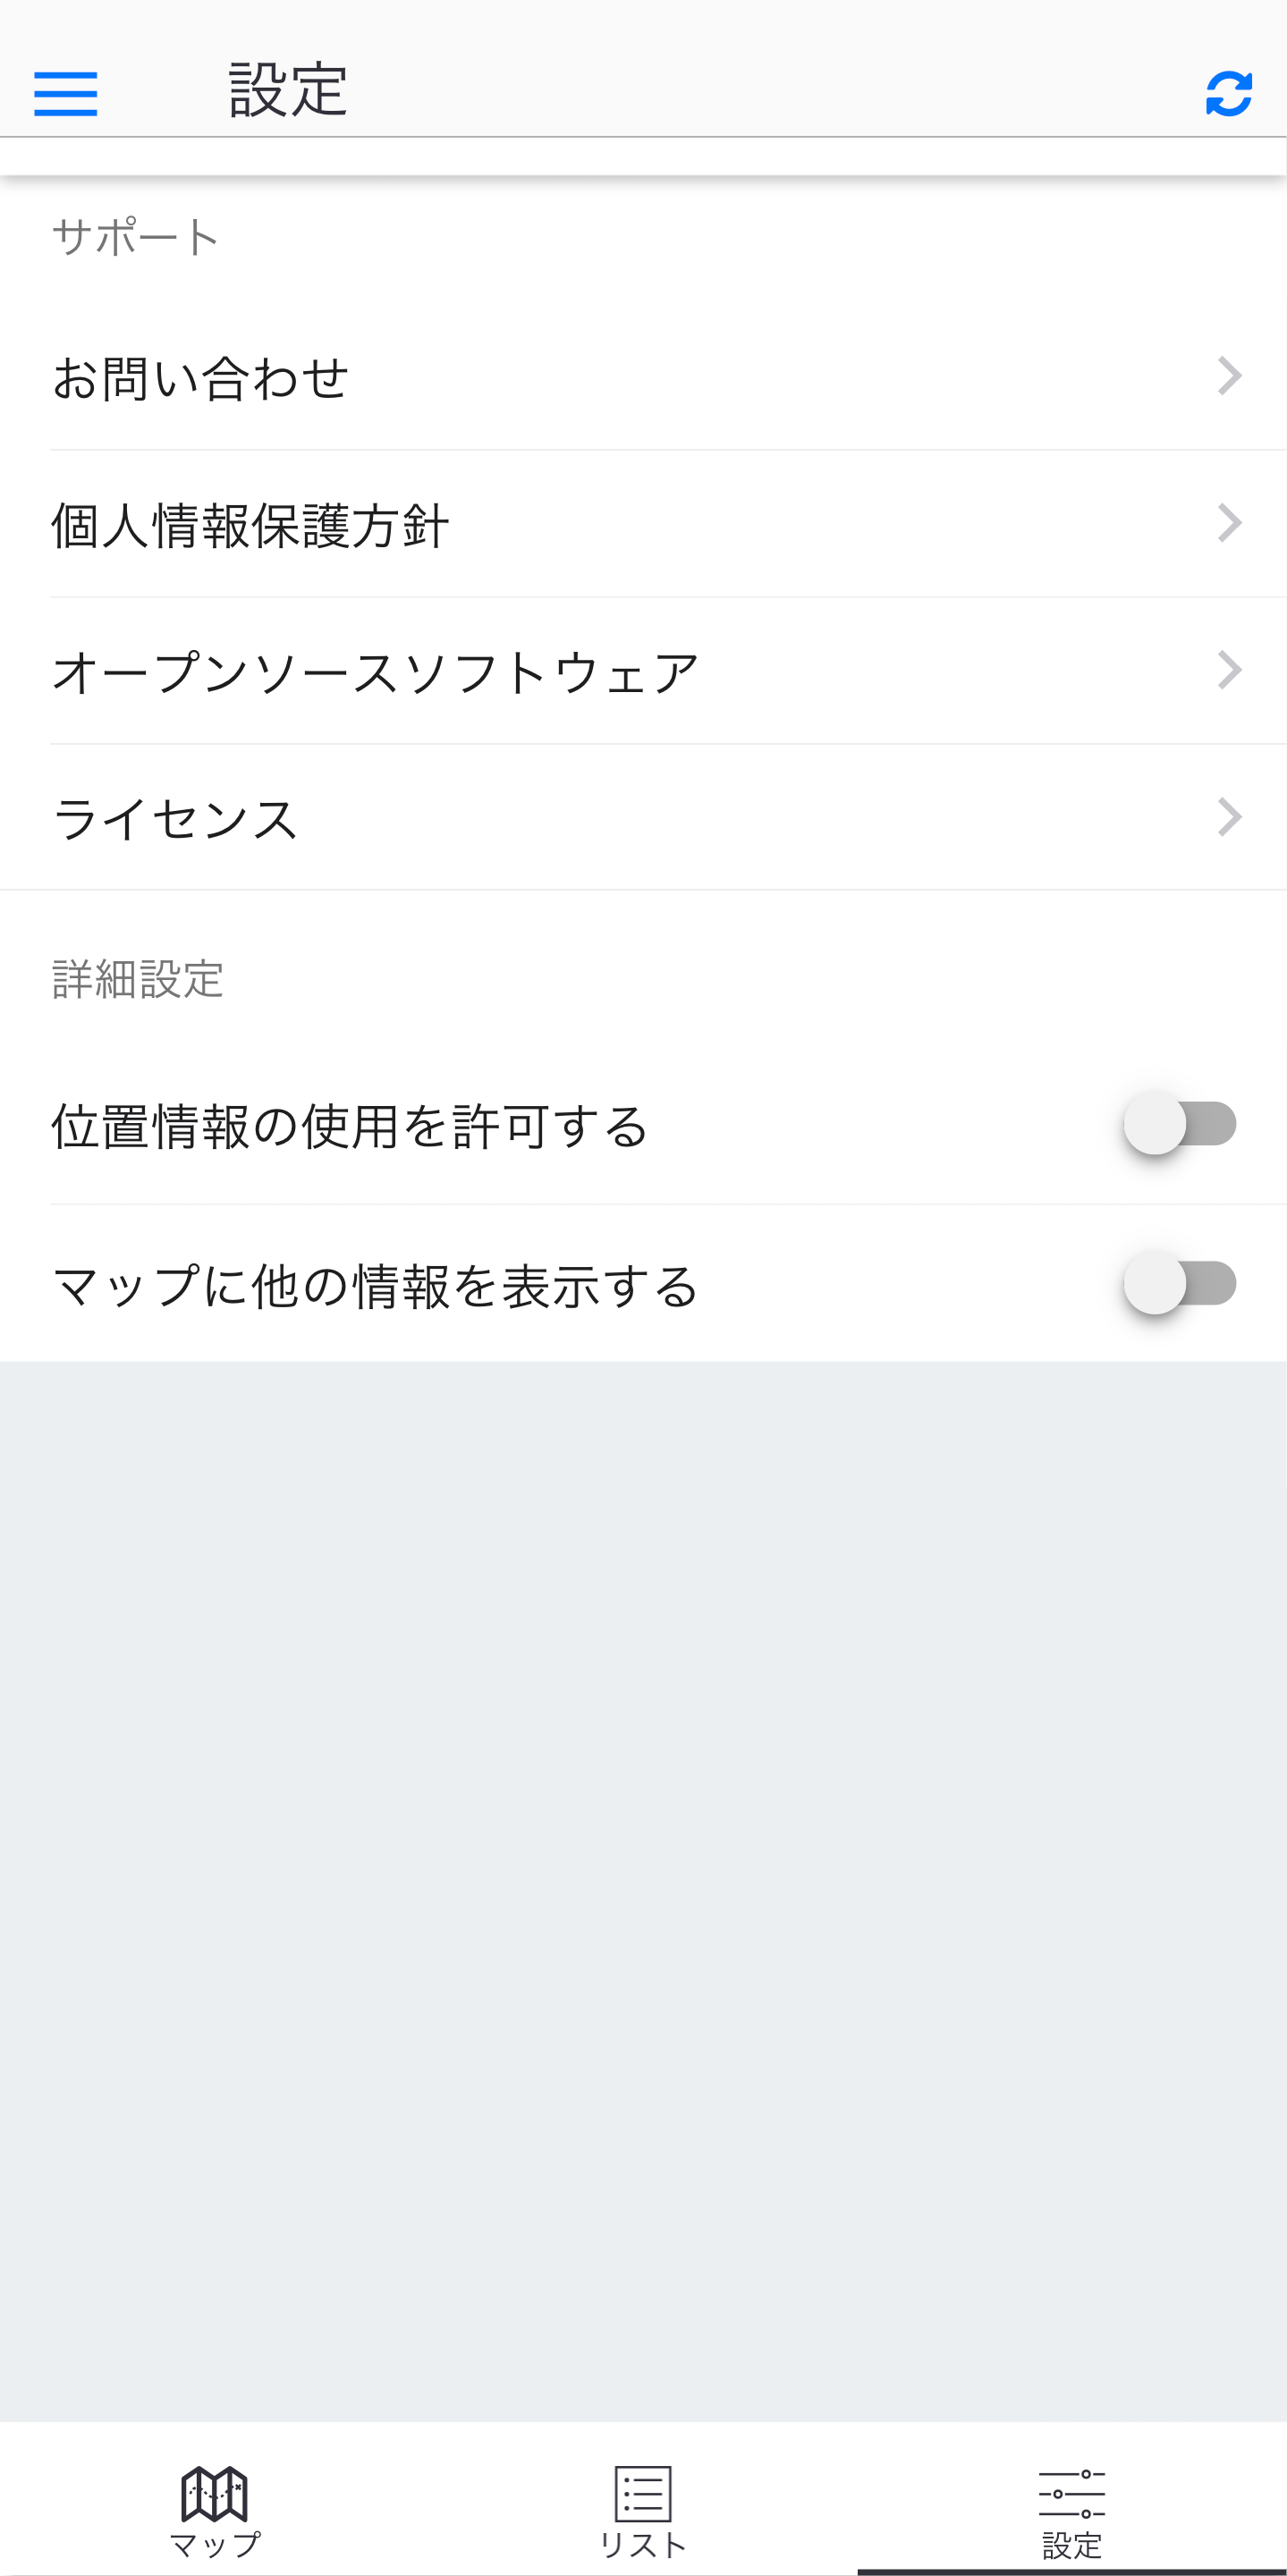 設定
サポート
お問い合わせ
個人情報保護方針
オープンソースソフトウェア
ライセンス
詳細設定
位置情報の使用を許可する
マップに他の情報を表示する
マップ
リスト
設定